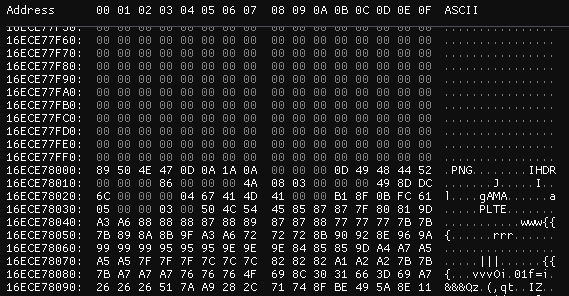 Address 00 01 02 03 04 05 06 07 08 09 0A 0B 0C 0D 0E 0F ASCII
16ECE77F60: 00 00 00 00 00 00 00 00 00 00 00 00 00 00 00 00 ................
16ECE77F70: 00 00 00 00 00 00 00 00 00 00 00 00 00 00 00 00 ................
16ECE77F80: 00 00 00 00 00 00 00 00 00 00 00 00 00 00 00 00 ................
16ECE77F90: 00 00 00 00 00 00 00 00 00 00 00 00 00 00 00 00 ................
16ECE77FA0: 00 00 00 00 00 00 00 00 00 00 00 00 00 00 00 00 ................
16ECE77FB0: 00 00 00 00 00 00 00 00 00 00 00 00 00 00 00 00 ................
16ECE77FC0: 00 00 00 00 00 00 00 00 00 00 00 00 00 00 00 00 ................
16ECE77FD0: 00 00 00 00 00 00 00 00 00 00 00 00 00 00 00 00 ................
16ECE77FE0: 00 00 00 00 00 00 00 00 00 00 00 00 00 00 00 00 ................
16ECE77FF0: 00 00 00 00 00 00 00 00 00 00 00 00 00 00 00 00 ................
16ECE78000: 89 50 4E 47 0D 0A 1A 0A 00 00 00 0D 49 48 44 52 .PNG........IHDR
16ECE78010: 00 00 00 86 00 00 00 4A 08 03 00 00 00 49 8D DC .......J.....I..
16ECE78020: 6C 00 00 00 04 67 41 4D 41 00 00 B1 8F 0B FC 61 l....gAMA......a
16ECE78030: 05 00 00 03 00 50 4C 54 45 85 87 87 7F 80 81 9D .....PLTE.......
16ECE78040: A3 A6 88 88 88 87 88 89 87 87 88 77 77 77 7B 7B ...........www{{
16ECE78050: 7B 89 8A 8B 9F A3 A6 72 72 72 8B 90 92 8E 96 9A {......rrr......
16ECE78060: 99 99 99 95 95 95 9E 9E 9E 84 85 85 9D A4 A7 A5 ................
16ECE78070: A5 A5 7F 7F 7F 7C 7C 7C 82 82 82 A1 A2 A2 7B 7B .....|||......{{
16ECE78080: 7B A7 A7 A7 76 76 76 4F 69 8C 30 31 66 3D 69 A7 {...vvvOi.01f=i.
16ECE78090: 26 26 26 51 7A A9 28 2C 71 74 8F BE 49 5A 8E 11 &&&Qz.(,qt..IZ..